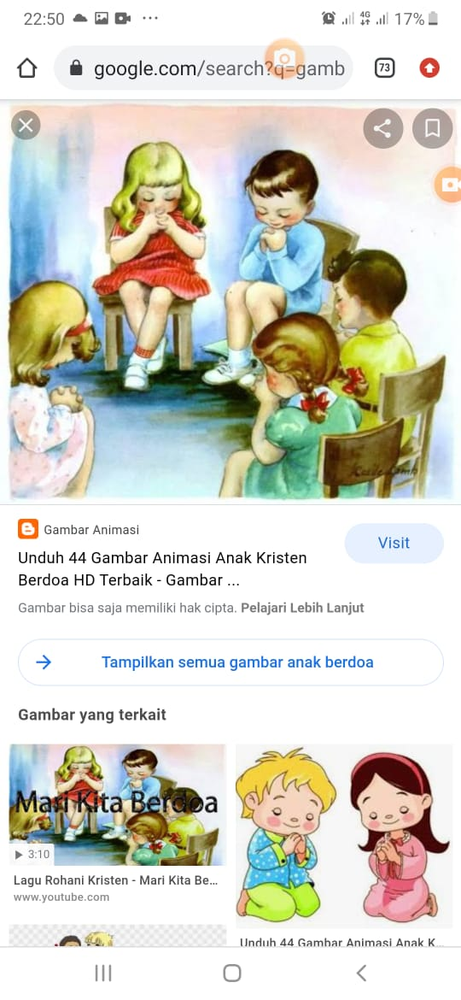 22:50
4G
17%
google.com/search?q=gamb
73
Gambar Animasi
Visit
Unduh 44 Gambar Animasi Anak Kristen
Berdoa HD Terbaik - Gambar ...
Gambar bisa saja memiliki hak cipta. Pelajari Lebih Lanjut
Tampilkan semua gambar anak berdoa
Gambar yang terkait
Mari Kita Berdoa
3:10
Lagu Rohani Kristen - Mari Kita Be...
www.youtube.com
Unduh 44 Gambar Animasi Anak K...